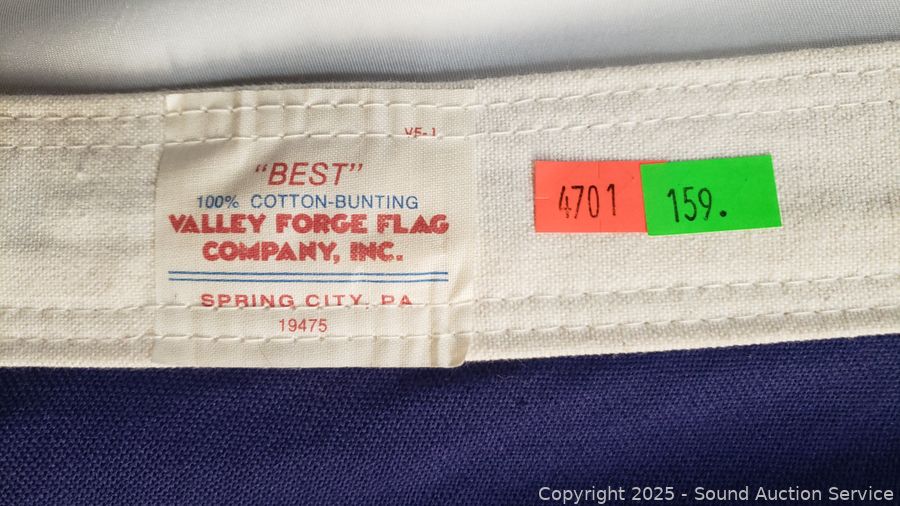 VF-1
"BEST"
100% COTTON-BUNTING
VALLEY FORGE FLAG
COMPANY, INC.
SPRING CITY, PA
19475
4701
159.
Copyright 2025 - Sound Auction Service